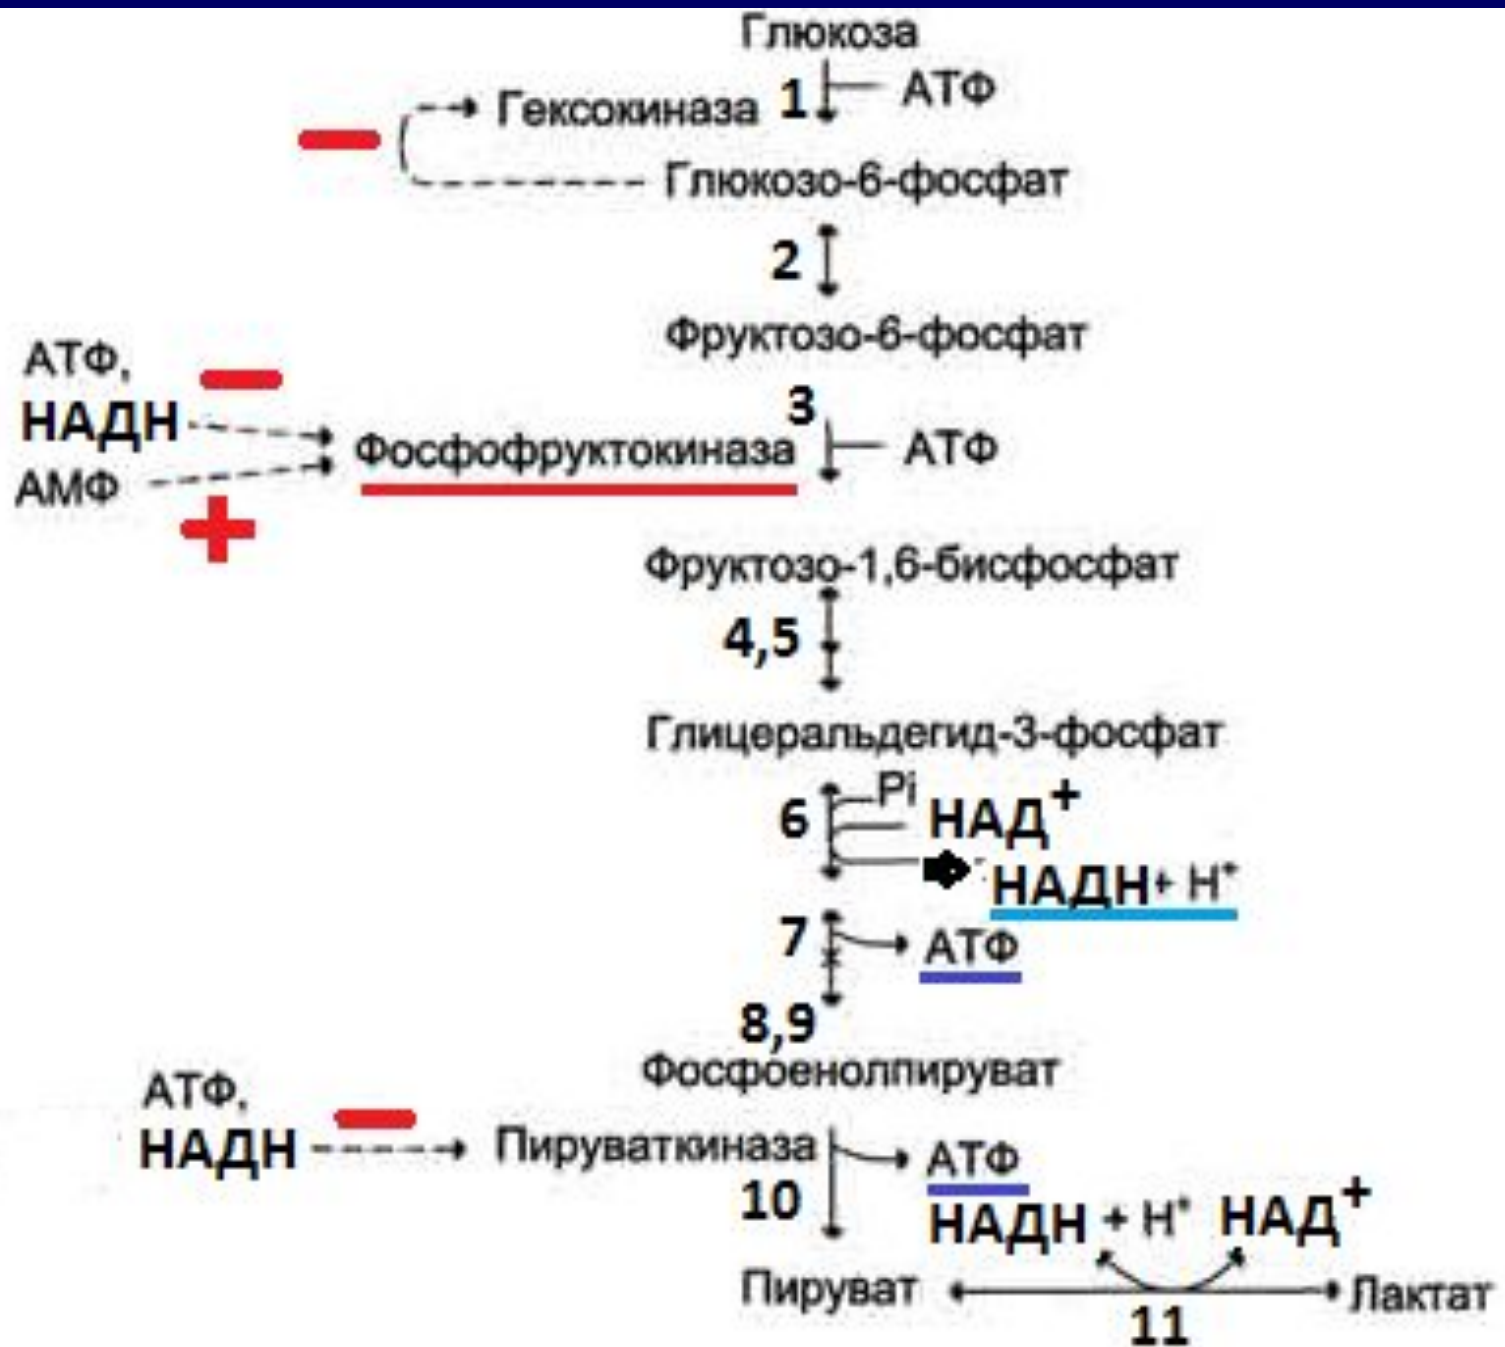 Глюкоза
1 АТФ
Гексокиназа
Глюкозо-6-фосфат
2
Фруктозо-6-фосфат
АТФ,
НАДН
АМФ
3
Фосфофруктокиназа АТФ
Фруктозо-1,6-бисфосфат
4,5
Глицеральдегид-3-фосфат
6 Pi НАД+
НАДН + Н+
7 АТФ
8,9
Фосфоенолпируват
АТФ,
НАДН
Пируваткиназа АТФ
10 НАДН + Н+ НАД+
Пируват Лактат
11